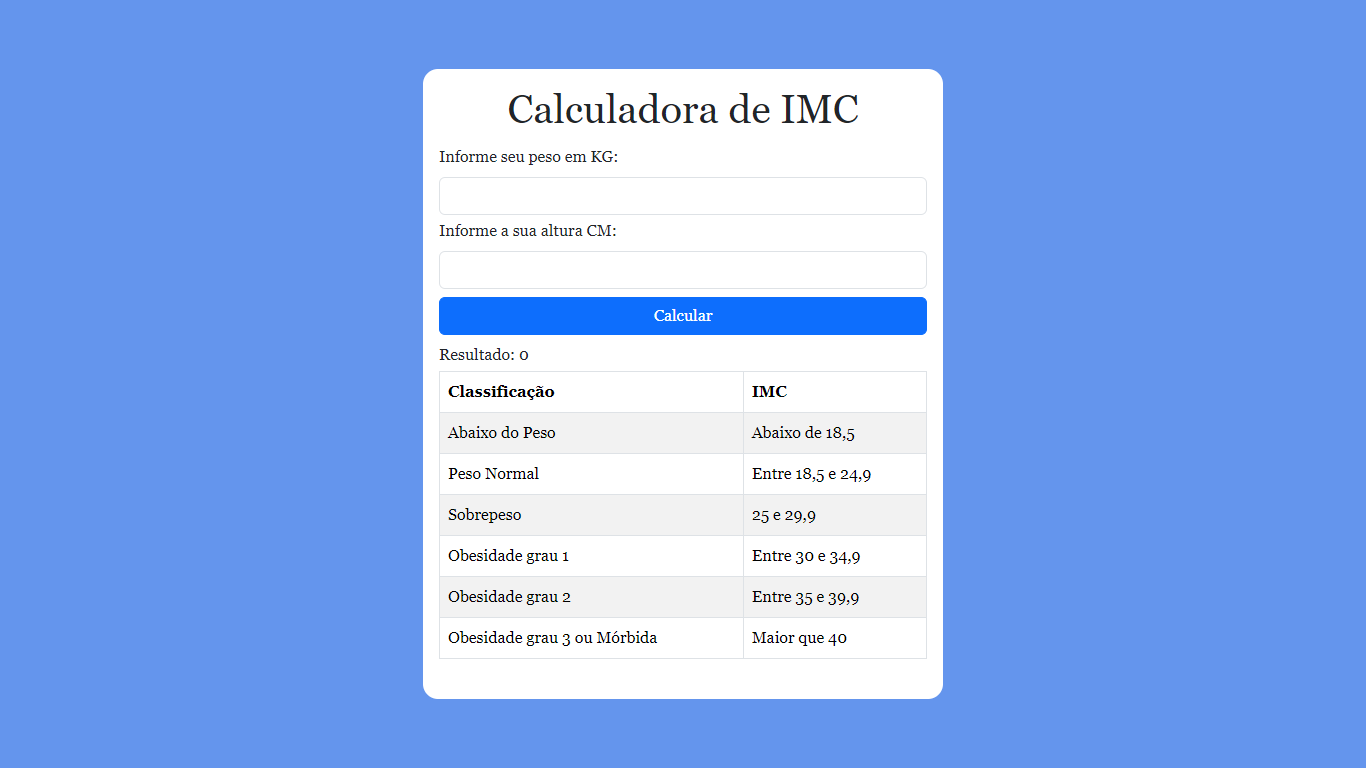 Calculadora de IMC
Informe seu peso em KG:
Informe a sua altura CM:
Calcular
Resultado: 0
Classificação IMC
Abaixo do Peso Abaixo de 18,5
Peso Normal Entre 18,5 e 24,9
Sobrepeso 25 e 29,9
Obesidade grau 1 Entre 30 e 34,9
Obesidade grau 2 Entre 35 e 39,9
Obesidade grau 3 ou Mórbida Maior que 40